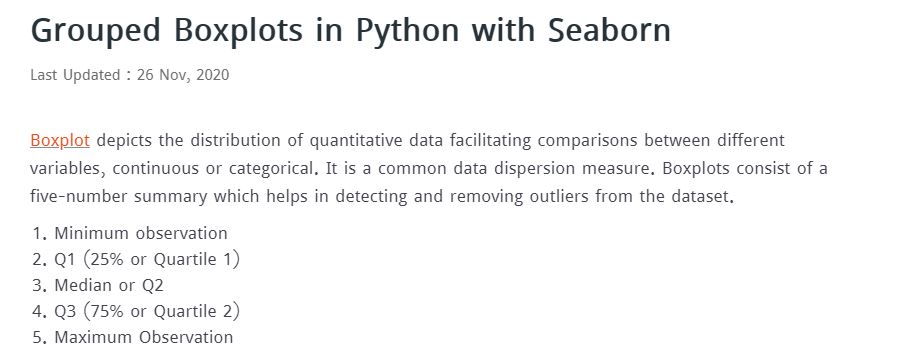 Grouped Boxplots in Python with Seaborn
Last Updated : 26 Nov, 2020
Boxplot depicts the distribution of quantitative data facilitating comparisons between different
variables, continuous or categorical. It is a common data dispersion measure. Boxplots consist of a
five-number summary which helps in detecting and removing outliers from the dataset.
1. Minimum observation
2. Q1 (25% or Quartile 1)
3. Median or Q2
4. Q3 (75% or Quartile 2)
5. Maximum Observation